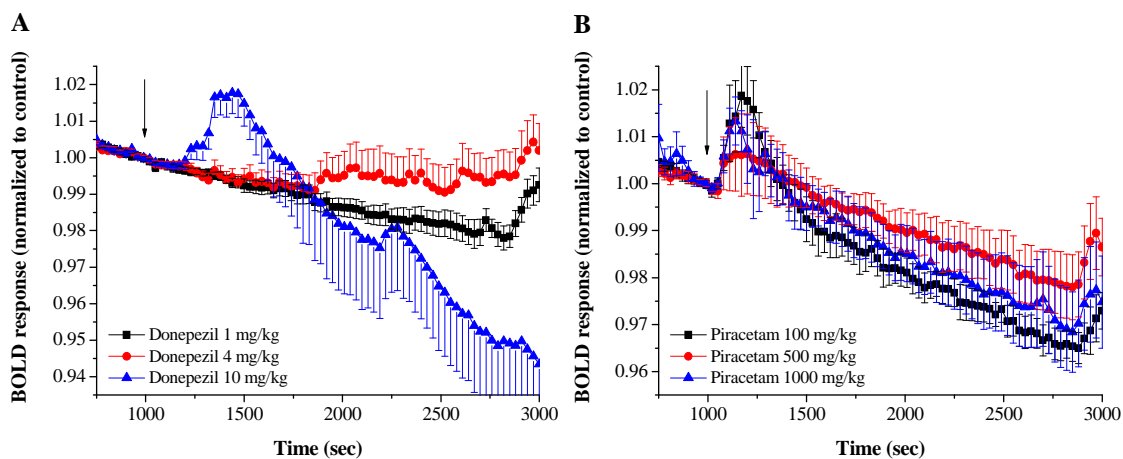 A
BOLD response (normalized to control)
1.02
1.01
1.00
0.99
0.98
0.97
0.96
0.95
0.94
Donepezil 1 mg/kg
Donepezil 4 mg/kg
Donepezil 10 mg/kg
1000
1500
2000
2500
3000
Time (sec)
B
BOLD response (normalized to control)
1.02
1.01
1.00
0.99
0.98
0.97
0.96
Piracetam 100 mg/kg
Piracetam 500 mg/kg
Piracetam 1000 mg/kg
1000
1500
2000
2500
3000
Time (sec)